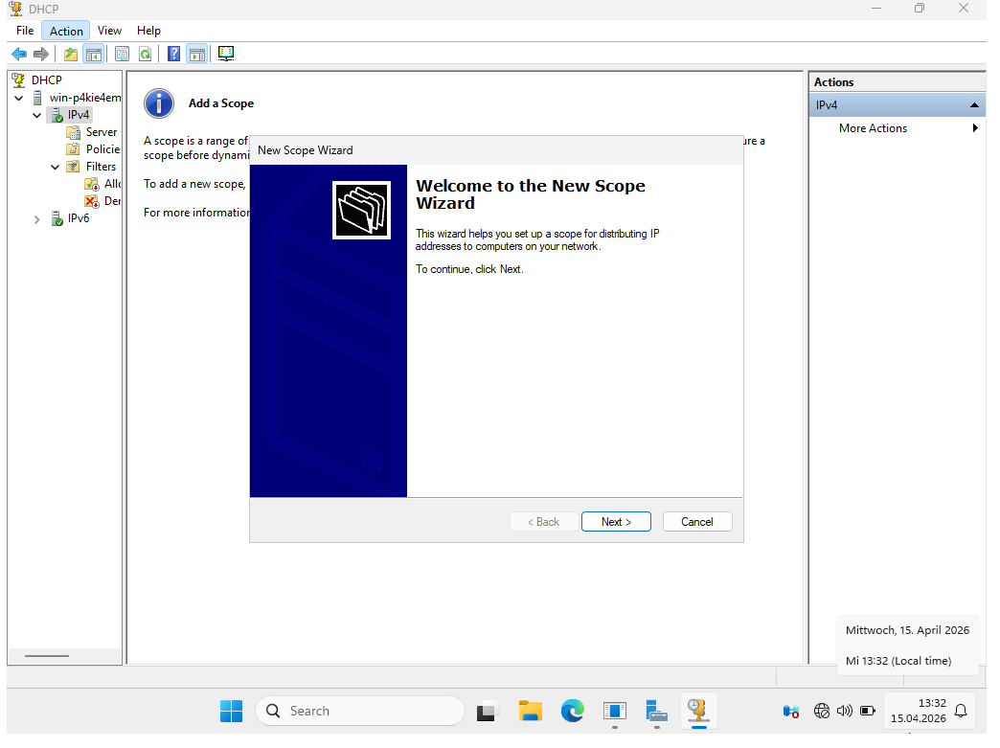 DHCP
File Action View Help
DHCP
win-p4kie4em
IPv4
Server
Policie
Filters
Allo
Der
IPv6
Add a Scope
A scope is a range of
ure a
scope before dynami
To add a new scope,
For more information
New Scope Wizard
Welcome to the New Scope
Wizard
This wizard helps you set up a scope for distributing IP
addresses to computers on your network.
To continue, click Next.
< Back Next > Cancel
Actions
IPv4
More Actions
Mittwoch, 15. April 2026
Mi 13:32 (Local time)
Search
13:32
15.04.2026